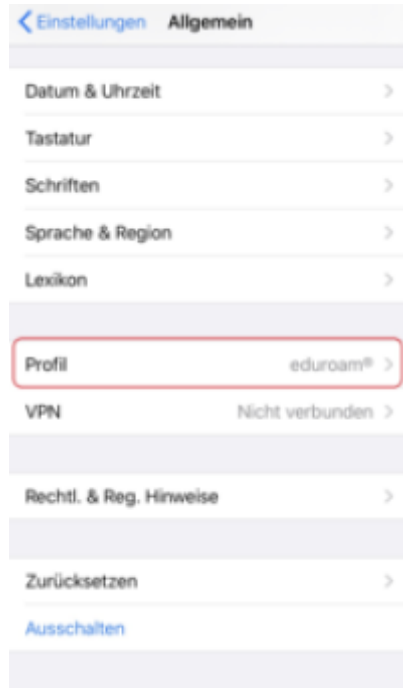 Einstellungen Allgemein
Datum & Uhrzeit
Tastatur
Schriften
Sprache & Region
Lexikon
Profil eduroam®
VPN Nicht verbunden
Rechtl. & Reg. Hinweise
Zurücksetzen
Ausschalten